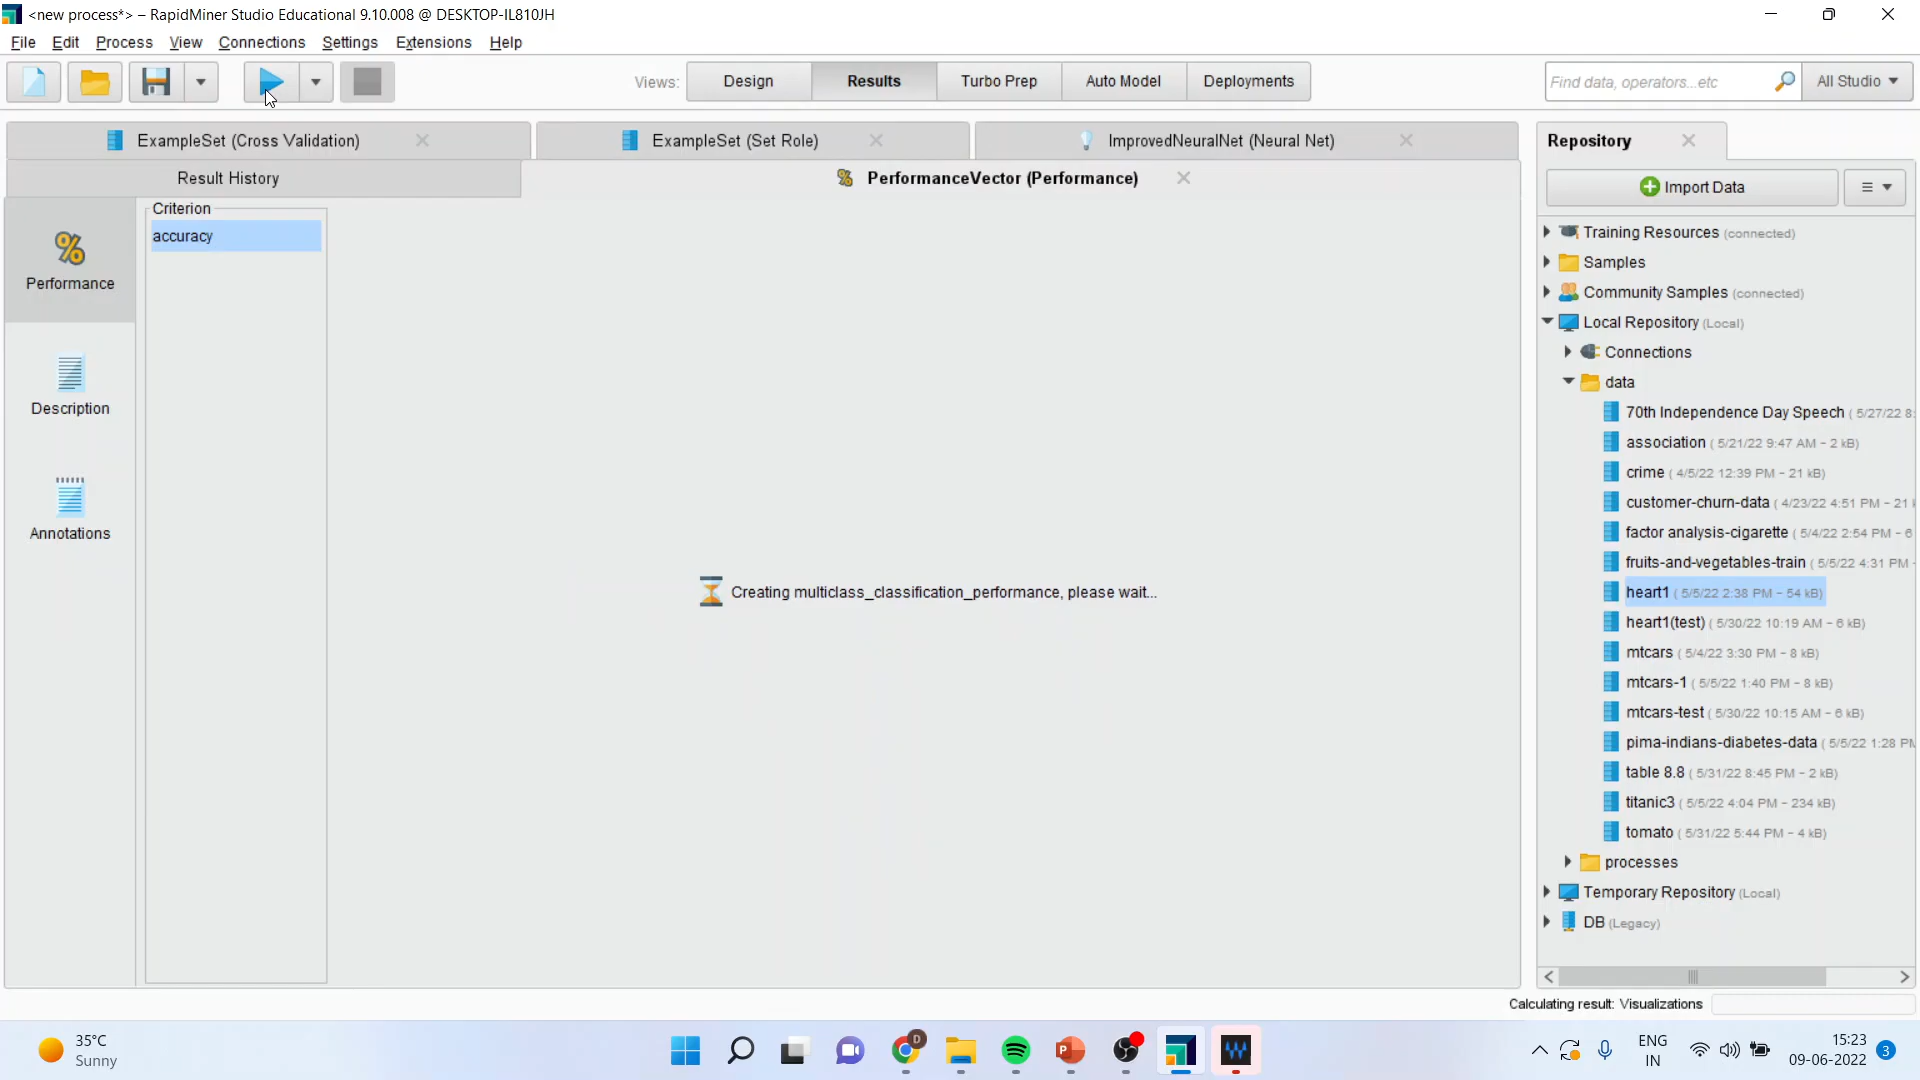 <new process*> – RapidMiner Studio Educational 9.10.008 @ DESKTOP-IL810JH
File Edit Process View Connections Settings Extensions Help
Views: Design Results Turbo Prep Auto Model Deployments Find data, operators...etc All Studio
ExampleSet (Cross Validation) ExampleSet (Set Role) ImprovedNeuralNet (Neural Net)
Result History % PerformanceVector (Performance)
Criterion
accuracy
%
Performance
Description
Annotations
Creating multiclass_classification_performance, please wait...
Repository
Import Data
Training Resources (connected)
Samples
Community Samples (connected)
Local Repository (Local)
Connections
data
70th Independence Day Speech ( 5/27/22 8:
association ( 5/21/22 9:47 AM – 2 kB)
crime ( 4/5/22 12:39 PM – 21 kB)
customer-churn-data ( 4/23/22 4:51 PM – 21
factor analysis-cigarette ( 5/4/22 2:54 PM – 6
fruits-and-vegetables-train ( 5/5/22 4:31 PM
heart1 ( 5/5/22 2:38 PM – 54 kB)
heart1(test) ( 5/30/22 10:19 AM – 6 kB)
mtcars ( 5/4/22 3:30 PM – 8 kB)
mtcars-1 ( 5/5/22 1:40 PM – 8 kB)
mtcars-test ( 5/30/22 10:15 AM – 6 kB)
pima-indians-diabetes-data ( 5/5/22 1:28 PM
table 8.8 ( 5/31/22 8:45 PM – 2 kB)
titanic3 ( 5/5/22 4:04 PM – 234 kB)
tomato ( 5/31/22 5:44 PM – 4 kB)
processes
Temporary Repository (Local)
DB (Legacy)
Calculating result: Visualizations
35°C
Sunny
D
P
W
ENG
IN
15:23
09-06-2022
3